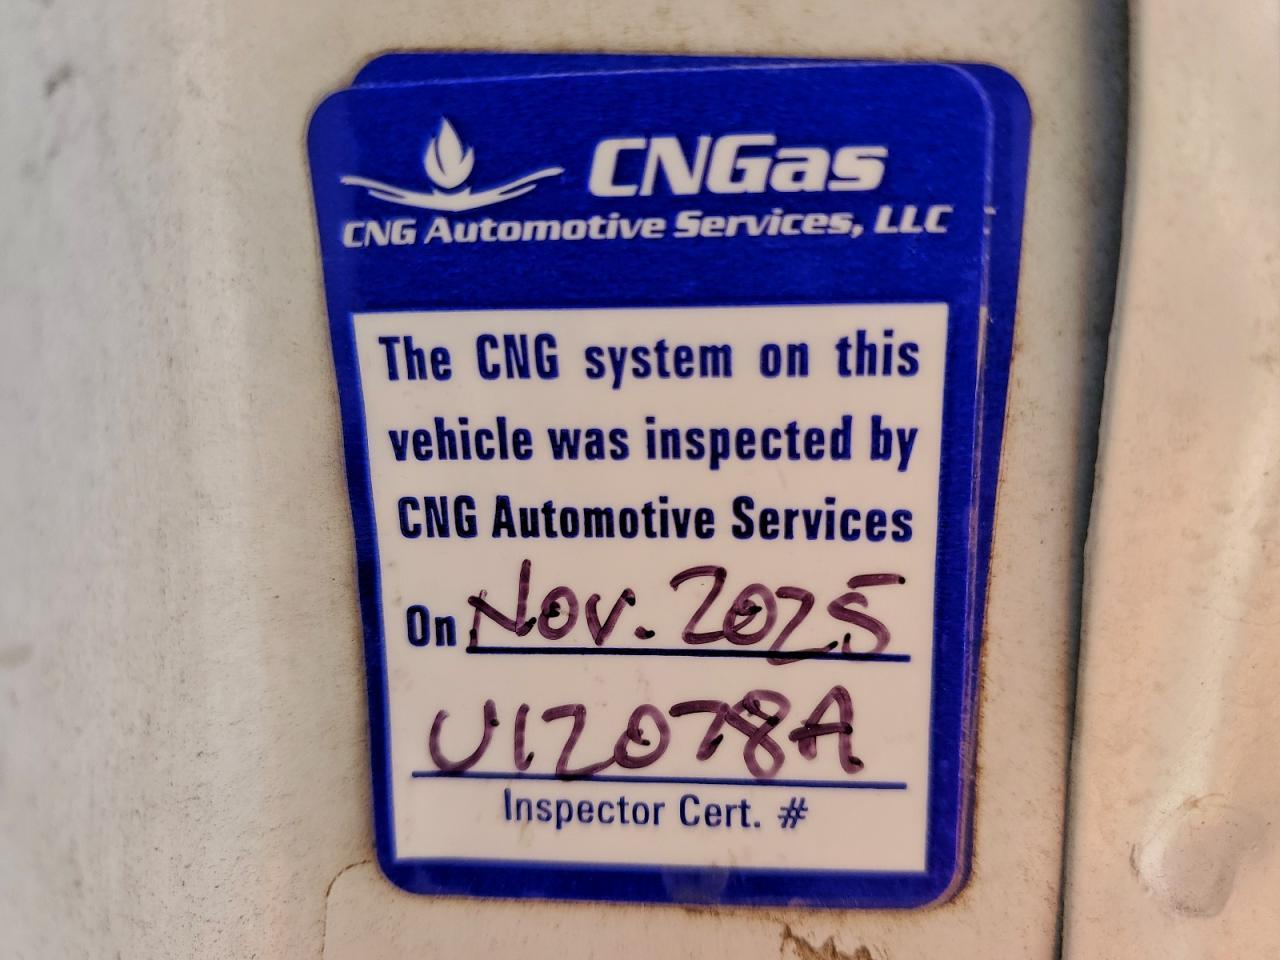 CNGas
CNG Automotive Services, LLC
The CNG system on this
vehicle was inspected by
CNG Automotive Services
On Nov. 2025
U12078A
Inspector Cert. #